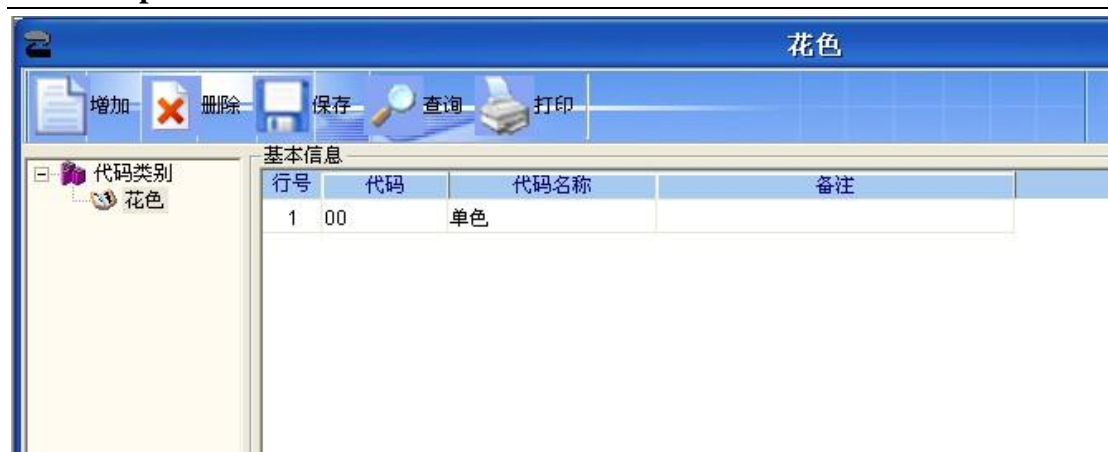 花色
增加 删除 保存 查询 打印
代码类别
花色
基本信息
行号 代码 代码名称 备注
1 00 单色